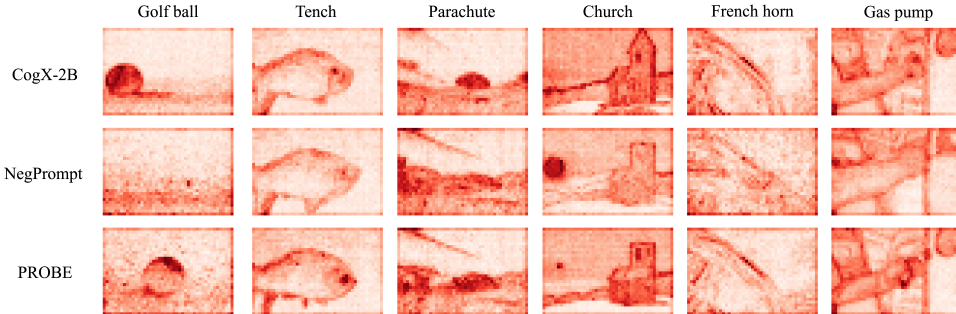 Golf ball Tench Parachute Church French horn Gas pump
CogX-2B
NegPrompt
PROBE